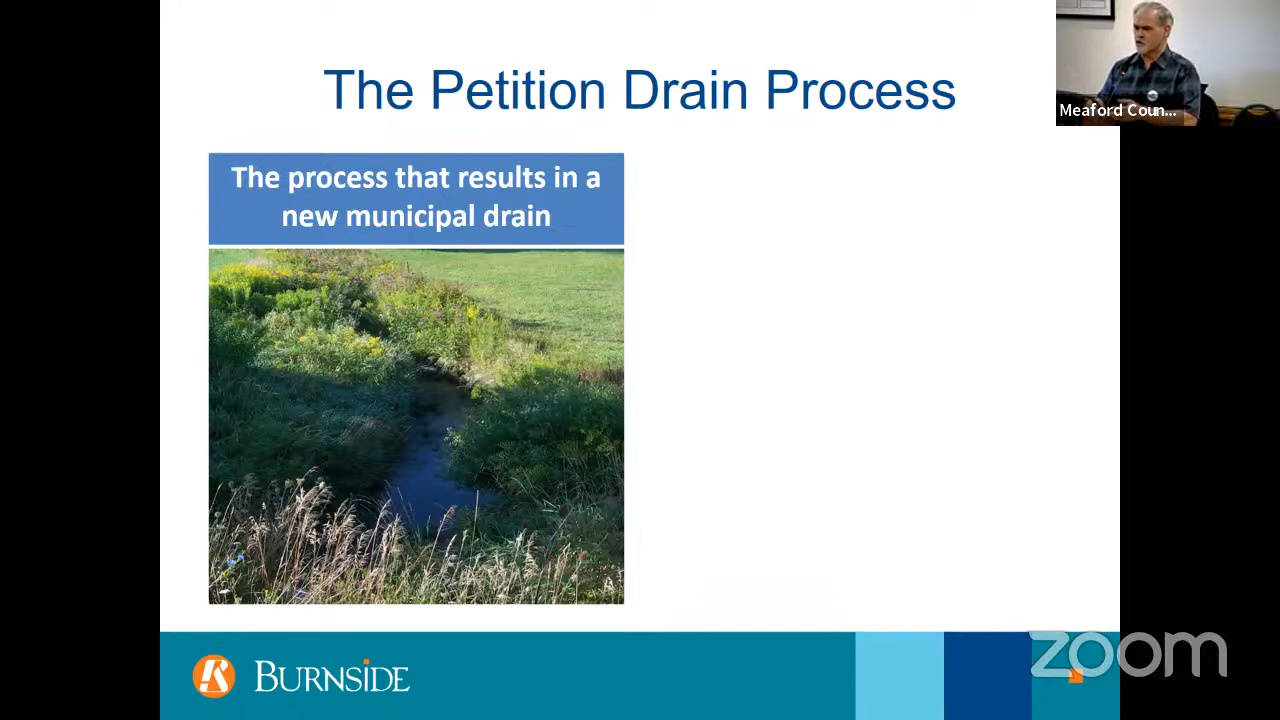 The Petition Drain Process
Meaford Coun...
The process that results in a
new municipal drain
BURNSIDE
zoom